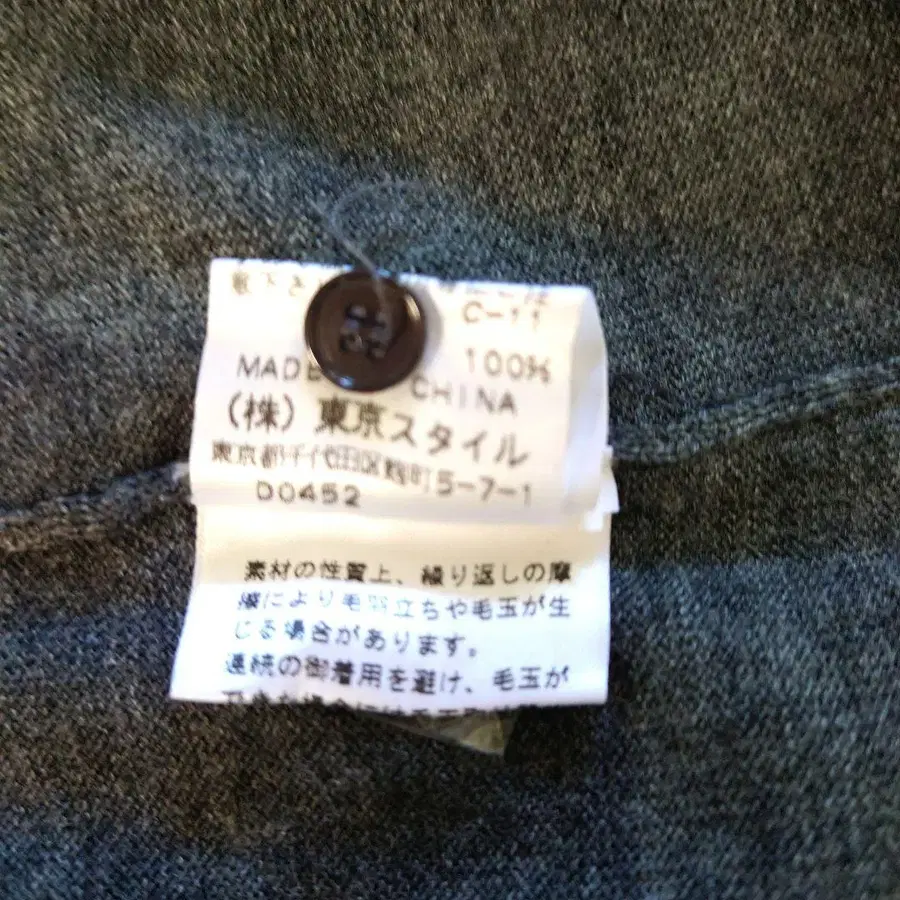 C-11
100%
MADE CHINA
(株)東京スタイル
東京都千代田区麹町5-7-1
D0452
素材の性質上、繰り返しの摩
擦により毛羽立ちや毛玉が生
じる場合があります。
連続の御着用を避け、毛玉が